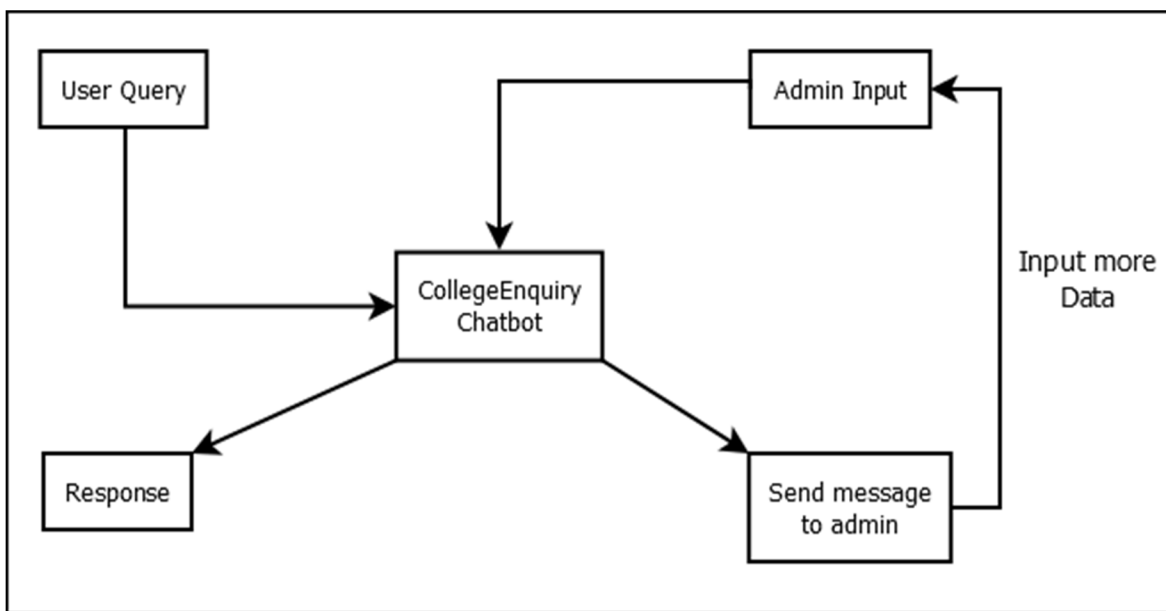 User Query
Admin Input
CollegeEnquiry
Chatbot
Input more
Data
Response
Send message
to admin